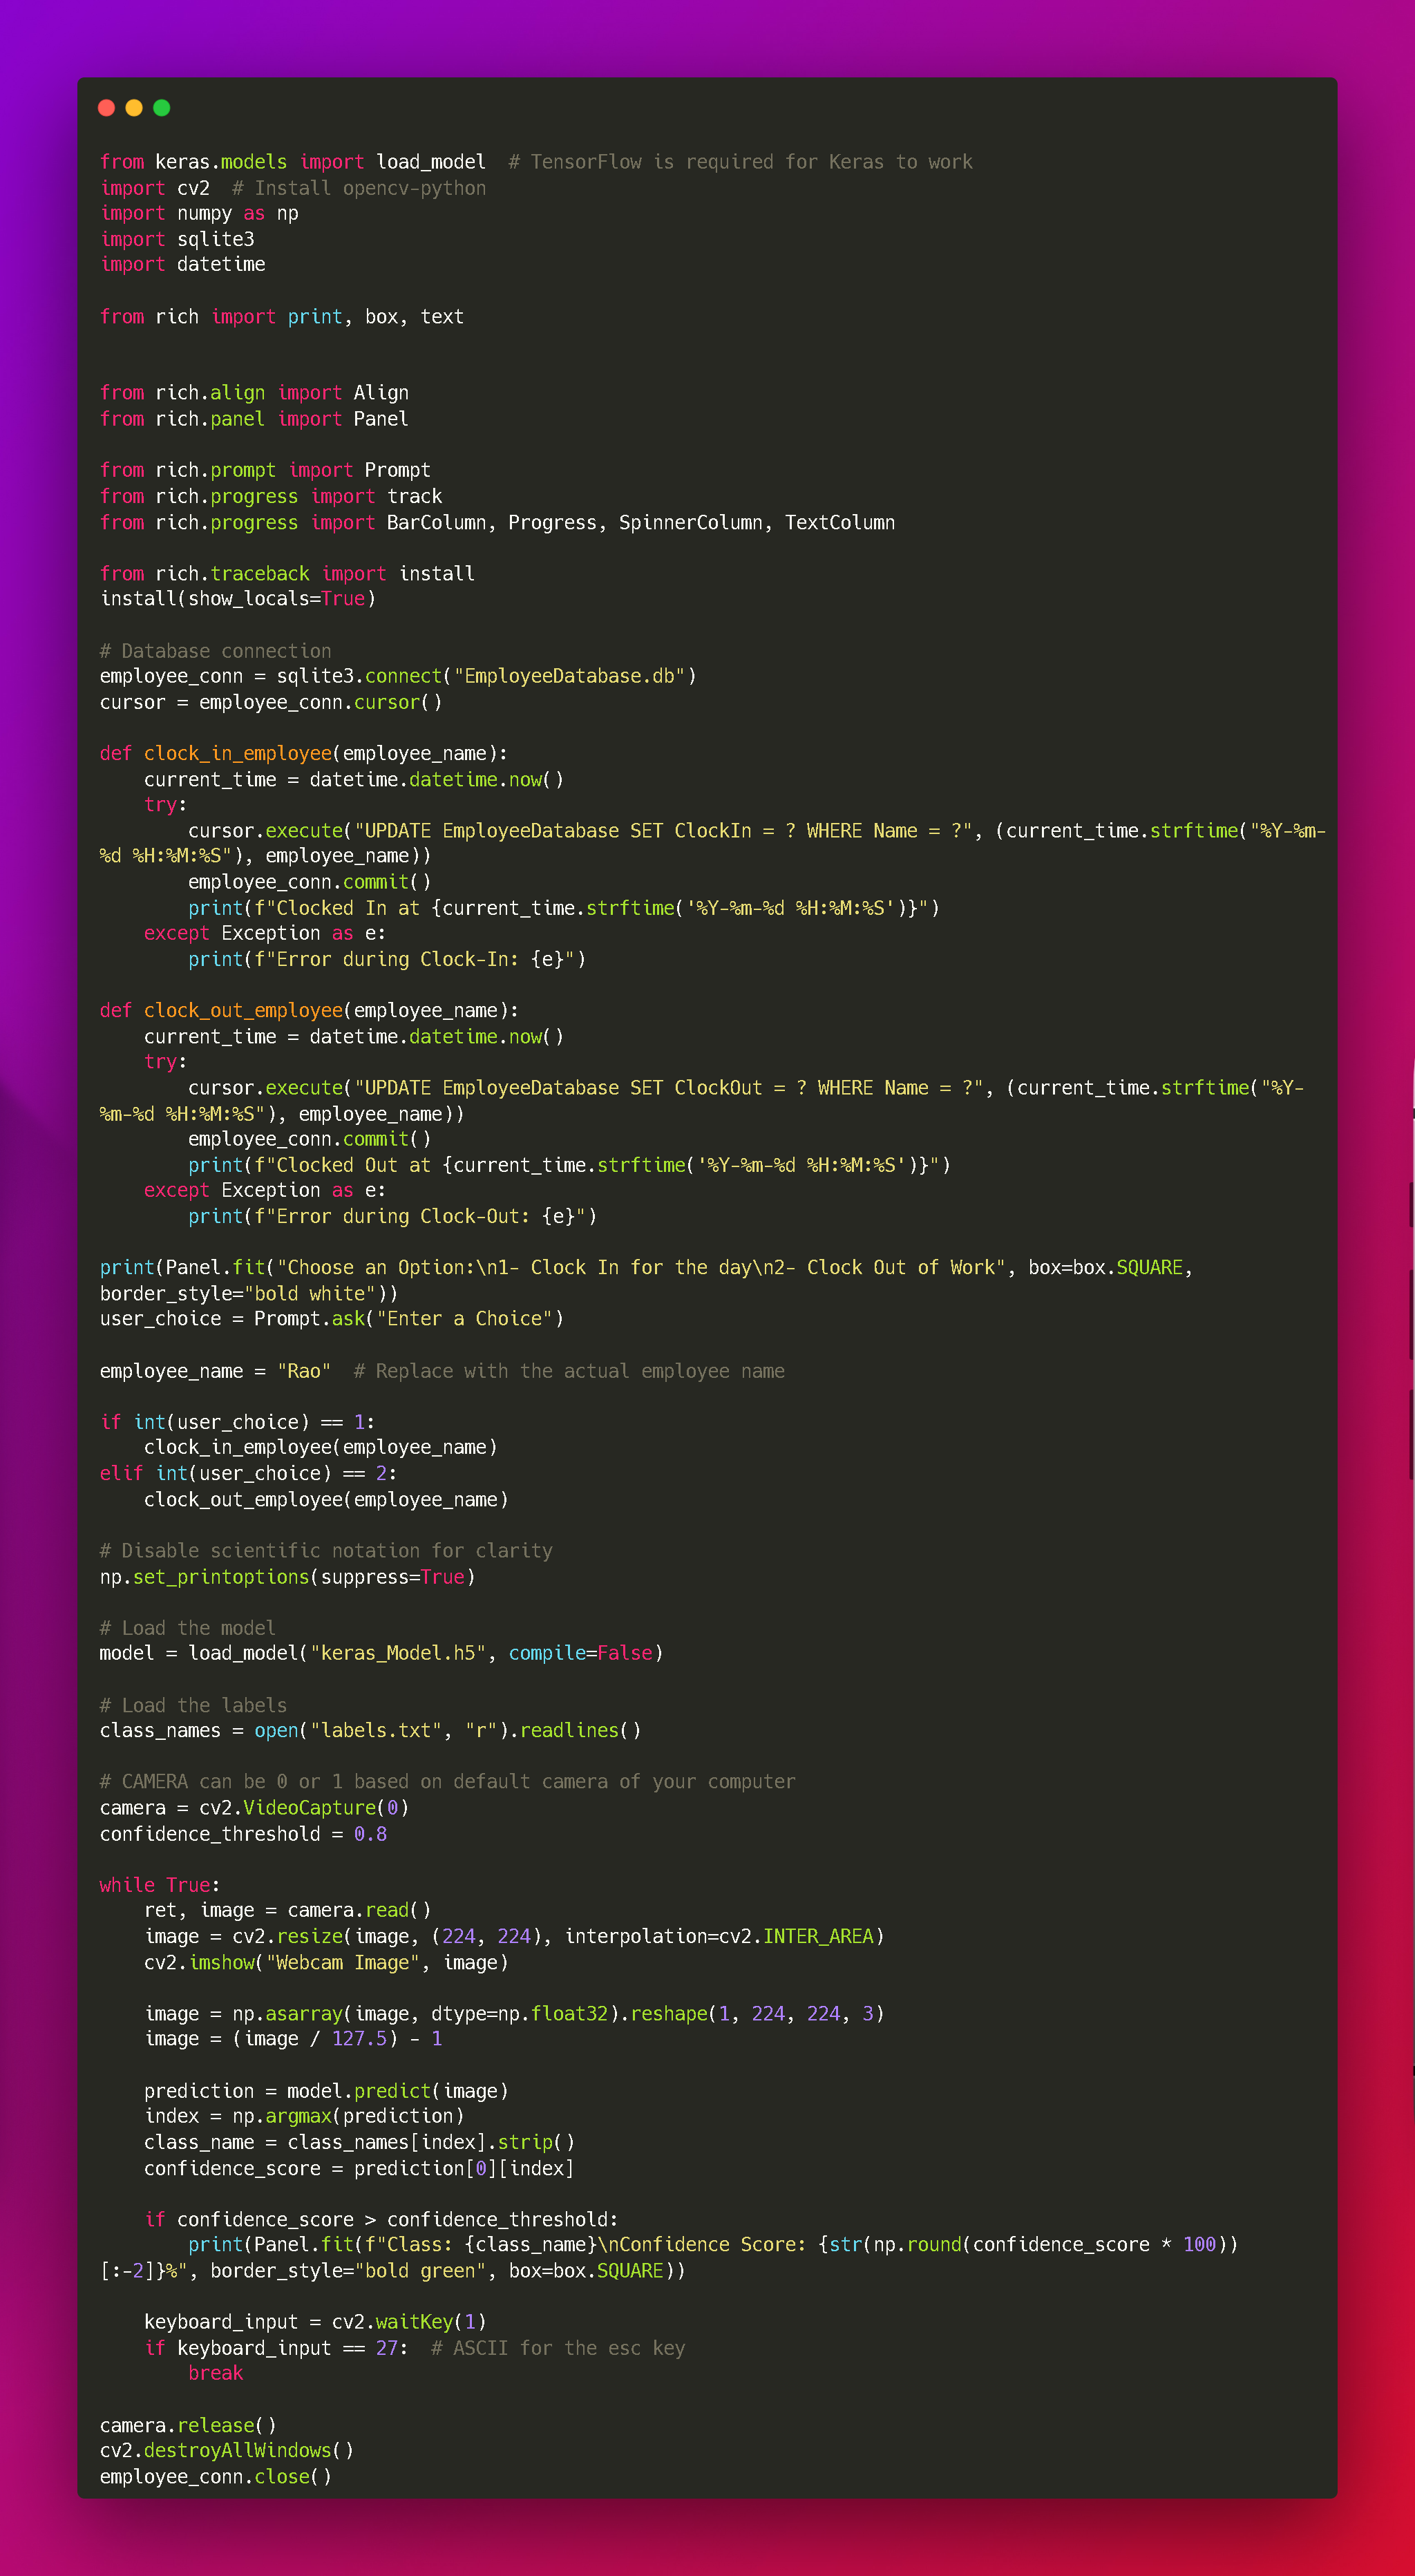 from keras.models import load_model  # TensorFlow is required for Keras to work
import cv2  # Install opencv-python
import numpy as np
import sqlite3
import datetime

from rich import print, box, text


from rich.align import Align
from rich.panel import Panel

from rich.prompt import Prompt
from rich.progress import track
from rich.progress import BarColumn, Progress, SpinnerColumn, TextColumn

from rich.traceback import install
install(show_locals=True)

# Database connection
employee_conn = sqlite3.connect("EmployeeDatabase.db")
cursor = employee_conn.cursor()

def clock_in_employee(employee_name):
    current_time = datetime.datetime.now()
    try:
        cursor.execute("UPDATE EmployeeDatabase SET ClockIn = ? WHERE Name = ?", (current_time.strftime("%Y-%m-
%d %H:%M:%S"), employee_name))
        employee_conn.commit()
        print(f"Clocked In at {current_time.strftime('%Y-%m-%d %H:%M:%S')}")
    except Exception as e:
        print(f"Error during Clock-In: {e}")

def clock_out_employee(employee_name):
    current_time = datetime.datetime.now()
    try:
        cursor.execute("UPDATE EmployeeDatabase SET ClockOut = ? WHERE Name = ?", (current_time.strftime("%Y-
%m-%d %H:%M:%S"), employee_name))
        employee_conn.commit()
        print(f"Clocked Out at {current_time.strftime('%Y-%m-%d %H:%M:%S')}")
    except Exception as e:
        print(f"Error during Clock-Out: {e}")

print(Panel.fit("Choose an Option:\n1- Clock In for the day\n2- Clock Out of Work", box=box.SQUARE,
border_style="bold white"))
user_choice = Prompt.ask("Enter a Choice")

employee_name = "Rao"  # Replace with the actual employee name

if int(user_choice) == 1:
    clock_in_employee(employee_name)
elif int(user_choice) == 2:
    clock_out_employee(employee_name)

# Disable scientific notation for clarity
np.set_printoptions(suppress=True)

# Load the model
model = load_model("keras_Model.h5", compile=False)

# Load the labels
class_names = open("labels.txt", "r").readlines()

# CAMERA can be 0 or 1 based on default camera of your computer
camera = cv2.VideoCapture(0)
confidence_threshold = 0.8

while True:
    ret, image = camera.read()
    image = cv2.resize(image, (224, 224), interpolation=cv2.INTER_AREA)
    cv2.imshow("Webcam Image", image)

    image = np.asarray(image, dtype=np.float32).reshape(1, 224, 224, 3)
    image = (image / 127.5) - 1

    prediction = model.predict(image)
    index = np.argmax(prediction)
    class_name = class_names[index].strip()
    confidence_score = prediction[0][index]

    if confidence_score > confidence_threshold:
        print(Panel.fit(f"Class: {class_name}\nConfidence Score: {str(np.round(confidence_score * 100))
[:-2]}%", border_style="bold green", box=box.SQUARE))

    keyboard_input = cv2.waitKey(1)
    if keyboard_input == 27:  # ASCII for the esc key
        break

camera.release()
cv2.destroyAllWindows()
employee_conn.close()